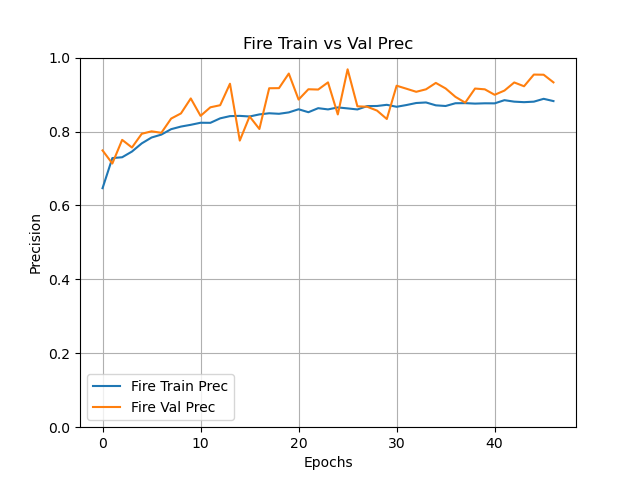 Fire Train vs Val Prec
1.0
0.8
0.6
0.4
0.2
0.0
Precision
Fire Train Prec
Fire Val Prec
0 10 20 30 40
Epochs